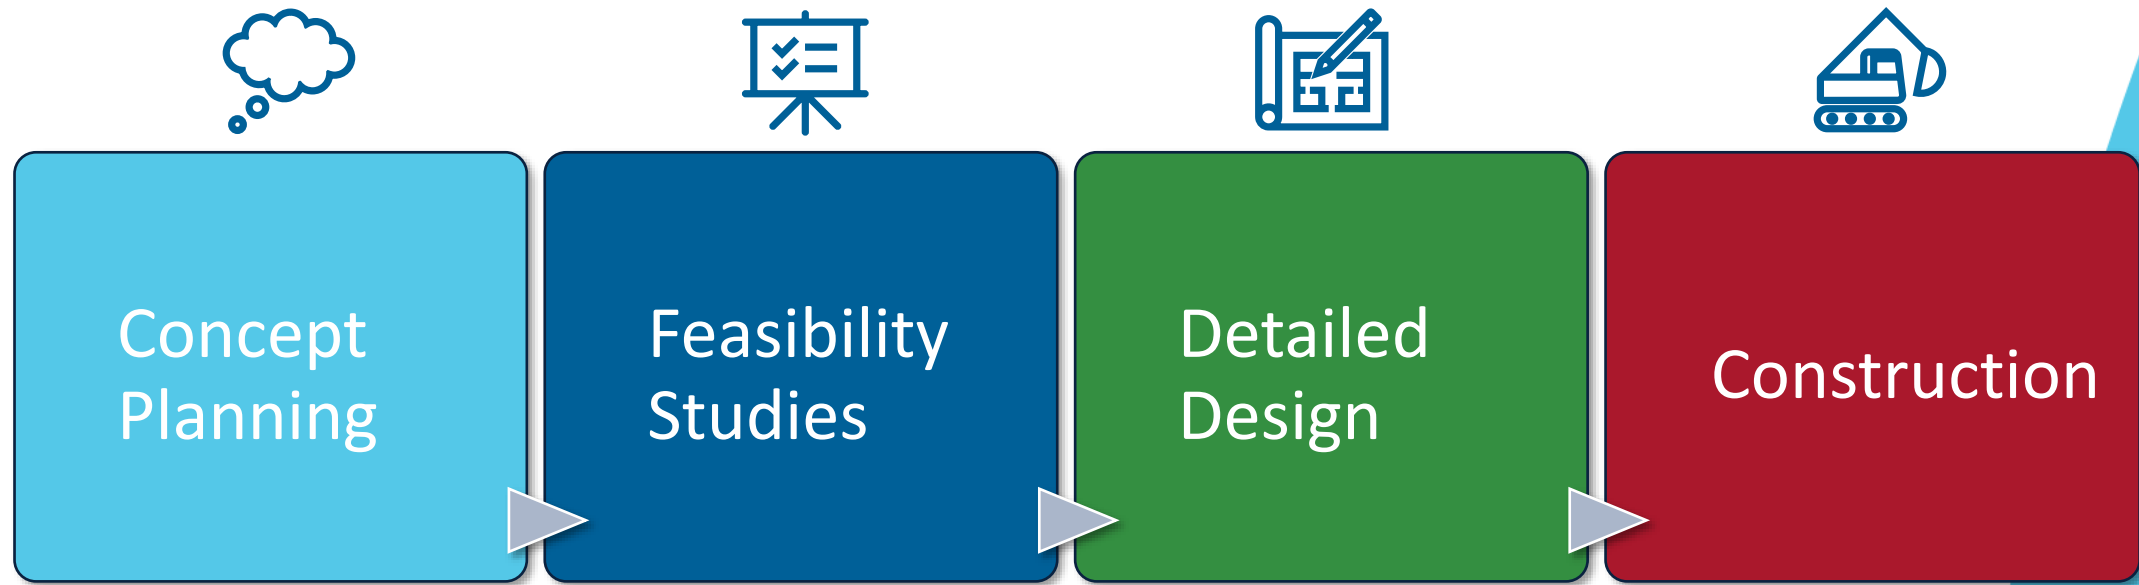 Concept
Planning
Feasibility
Studies
Detailed
Design
Construction